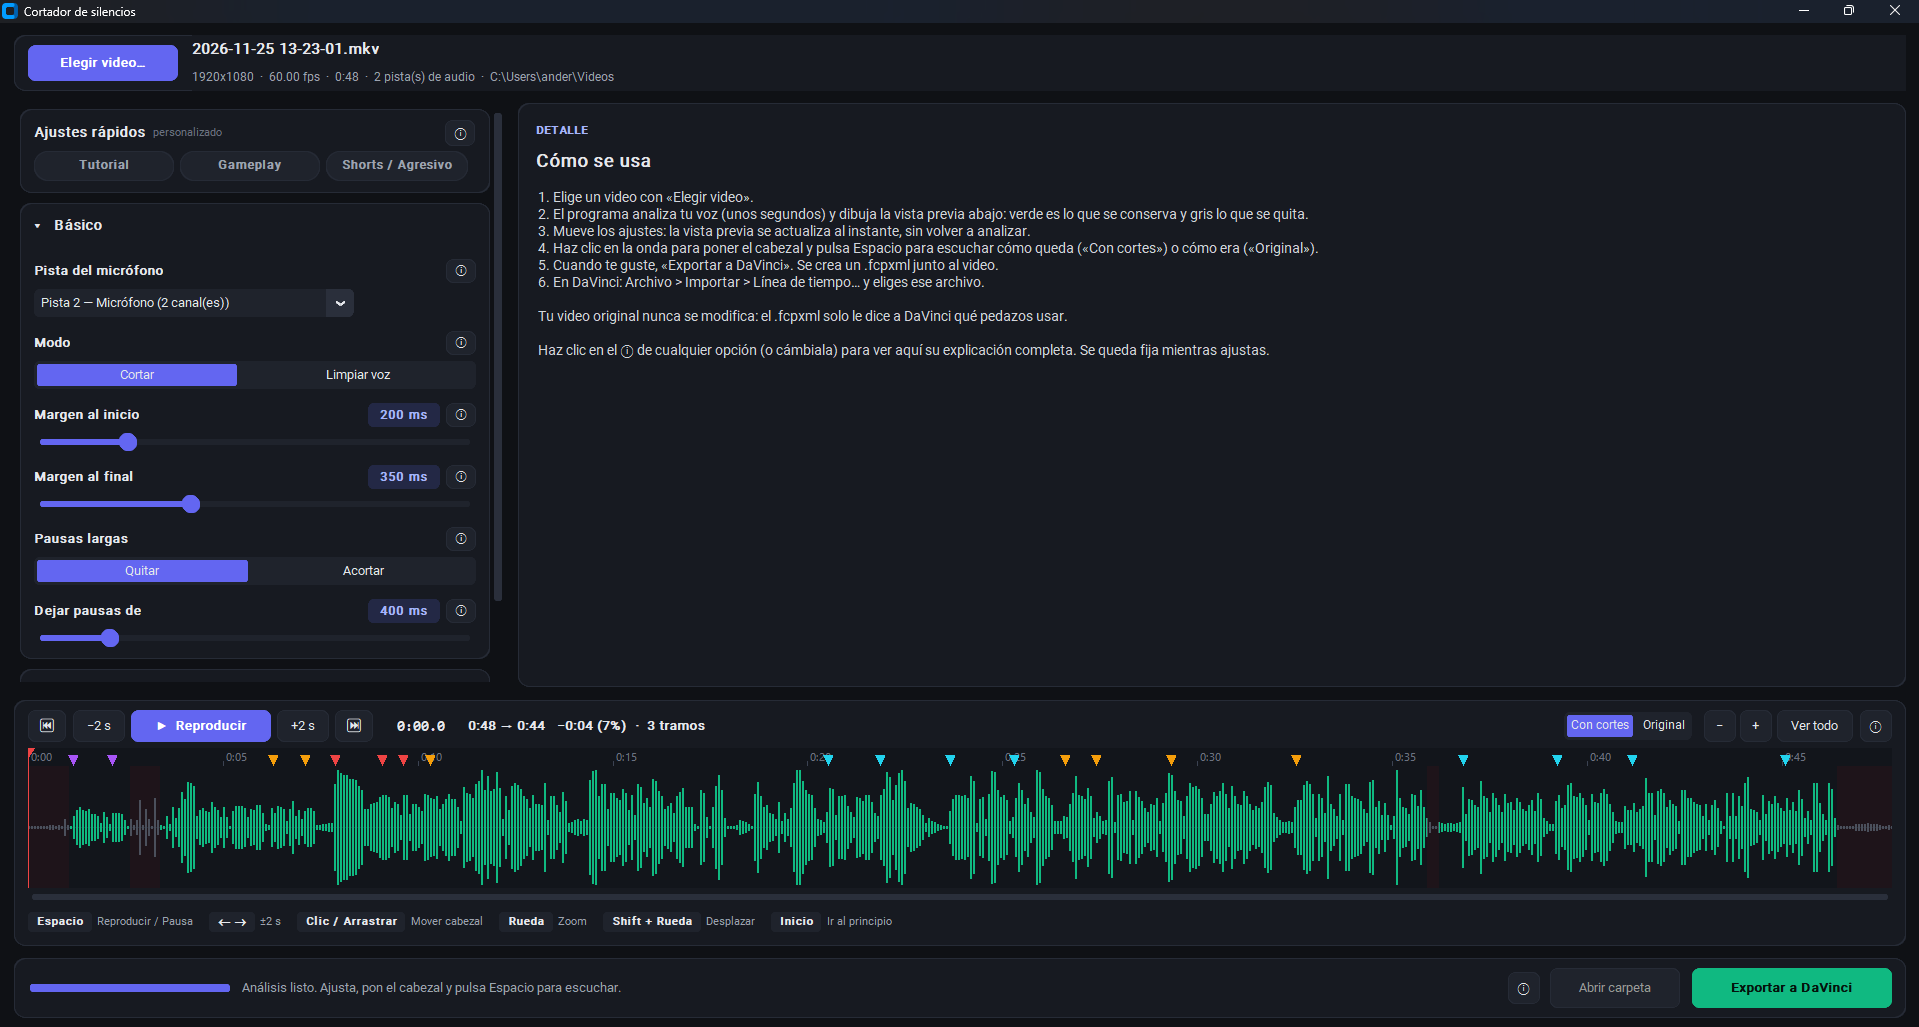 Cortador de silencios
Elegir video…
2026-11-25 13-23-01.mkv
1920x1080 · 60.00 fps · 0:48 · 2 pista(s) de audio · C:\Users\ander\Videos
Ajustes rápidos personalizado
Tutorial
Gameplay
Shorts / Agresivo
Básico
Pista del micrófono
Pista 2 — Micrófono (2 canal(es))
Modo
Cortar
Limpiar voz
Margen al inicio
200 ms
Margen al final
350 ms
Pausas largas
Quitar
Acortar
Dejar pausas de
400 ms
DETALLE
Cómo se usa
1. Elige un video con «Elegir video».
2. El programa analiza tu voz (unos segundos) y dibuja la vista previa abajo: verde es lo que se conserva y gris lo que se quita.
3. Mueve los ajustes: la vista previa se actualiza al instante, sin volver a analizar.
4. Haz clic en la onda para poner el cabezal y pulsa Espacio para escuchar cómo queda («Con cortes») o cómo era («Original»).
5. Cuando te guste, «Exportar a DaVinci». Se crea un .fcpxml junto al video.
6. En DaVinci: Archivo > Importar > Línea de tiempo… y eliges ese archivo.
Tu video original nunca se modifica: el .fcpxml solo le dice a DaVinci qué pedazos usar.
Haz clic en el ⓘ de cualquier opción (o cámbiala) para ver aquí su explicación completa. Se queda fija mientras ajustas.
−2 s
► Reproducir
+2 s
0:00.0
0:48 → 0:44 −0:04 (7%) · 3 tramos
Con cortes
Original
−
+
Ver todo
0:00 0:05 0:10 0:15 0:20 0:25 0:30 0:35 0:40 0:45
Espacio Reproducir / Pausa ←→ ±2 s Clic / Arrastrar Mover cabezal Rueda Zoom Shift + Rueda Desplazar Inicio Ir al principio
Análisis listo. Ajusta, pon el cabezal y pulsa Espacio para escuchar.
Abrir carpeta
Exportar a DaVinci